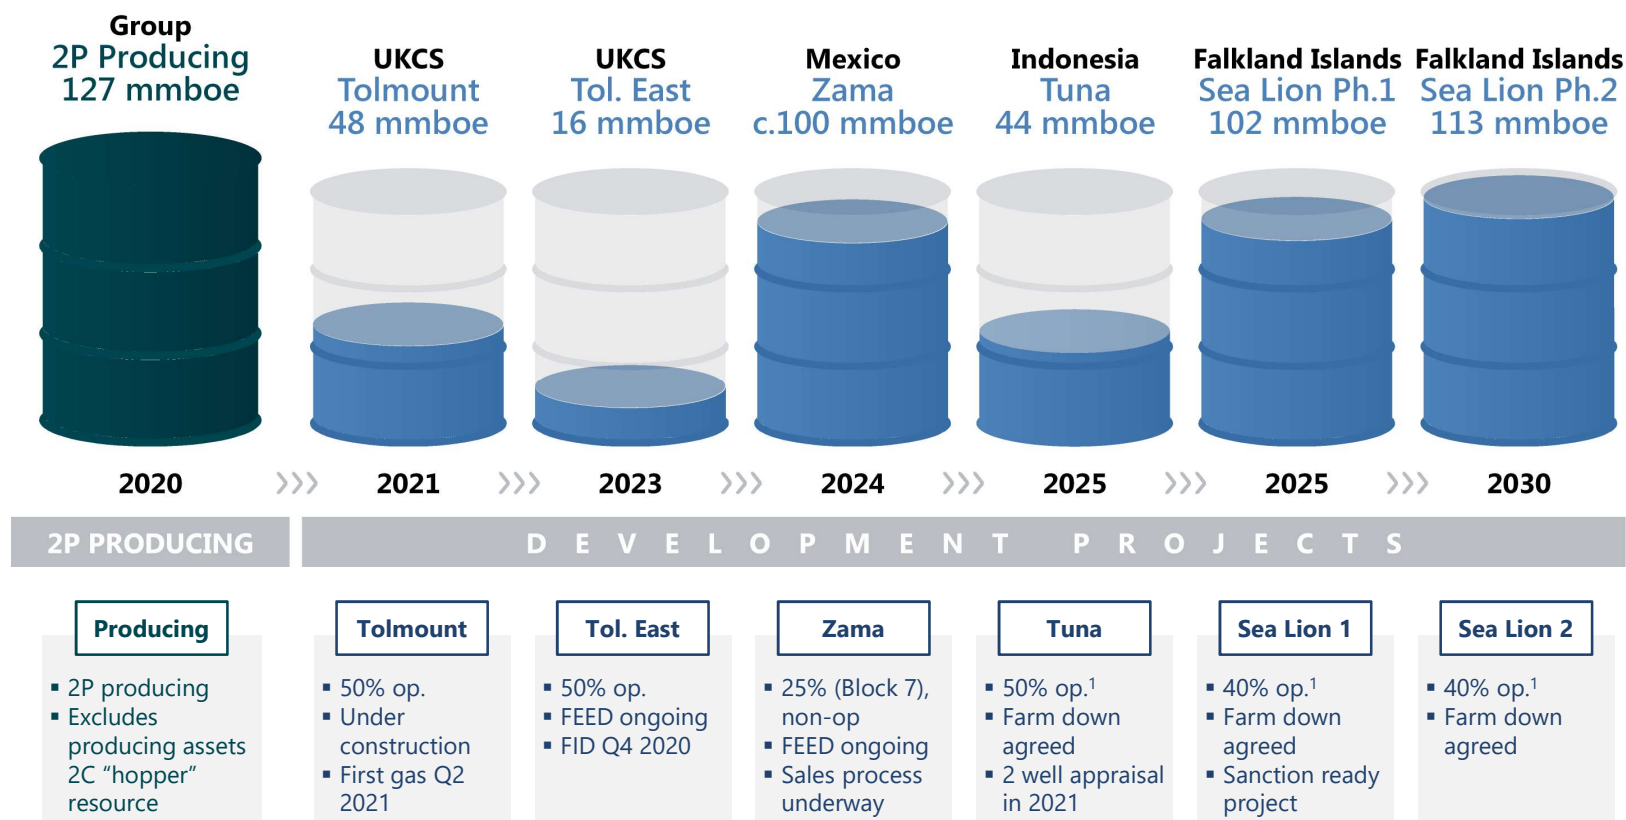 Group
2P Producing
127 mmboe
UKCS
Tolmount
48 mmboe
UKCS
Tol. East
16 mmboe
Mexico
Zama
c.100 mmboe
Indonesia
Tuna
44 mmboe
Falkland Islands
Sea Lion Ph.1
102 mmboe
Falkland Islands
Sea Lion Ph.2
113 mmboe
2020
2021
2023
2024
2025
2025
2030
2P PRODUCING
DEVELOPMENT PROJECTS
Producing
▪ 2P producing
▪ Excludes
producing assets
2C “hopper”
resource
Tolmount
▪ 50% op.
▪ Under
construction
▪ First gas Q2
2021
Tol. East
▪ 50% op.
▪ FEED ongoing
▪ FID Q4 2020
Zama
▪ 25% (Block 7),
non-op
▪ FEED ongoing
▪ Sales process
underway
Tuna
▪ 50% op.¹
▪ Farm down
agreed
▪ 2 well appraisal
in 2021
Sea Lion 1
▪ 40% op.¹
▪ Farm down
agreed
▪ Sanction ready
project
Sea Lion 2
▪ 40% op.¹
▪ Farm down
agreed